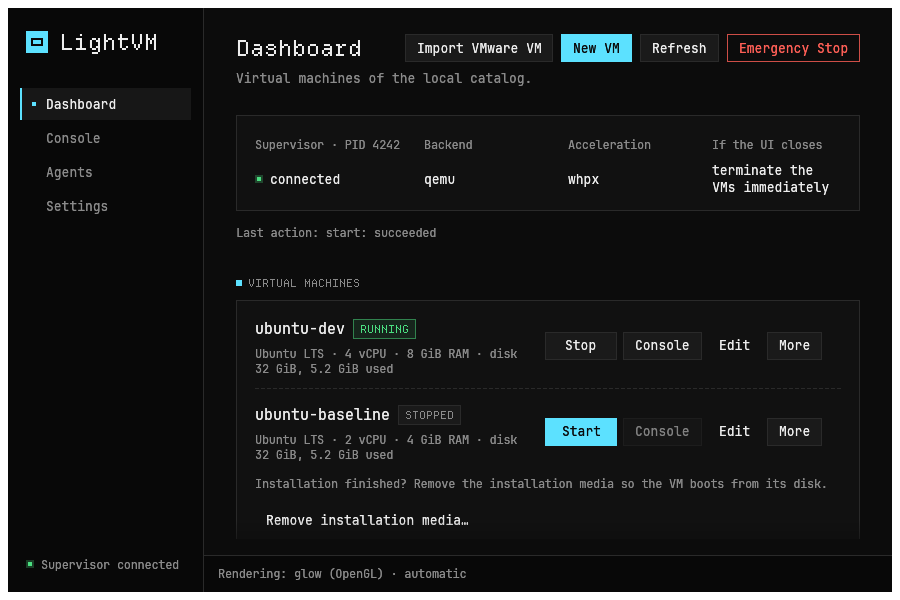 LightVM
Dashboard
Console
Agents
Settings
Supervisor connected
Dashboard
Import VMware VM
New VM
Refresh
Emergency Stop
Virtual machines of the local catalog.
Supervisor · PID 4242
Backend
Acceleration
If the UI closes
connected
qemu
whpx
terminate the
VMs immediately
Last action: start: succeeded
VIRTUAL MACHINES
ubuntu-dev
RUNNING
Ubuntu LTS · 4 vCPU · 8 GiB RAM · disk
32 GiB, 5.2 GiB used
Stop
Console
Edit
More
ubuntu-baseline
STOPPED
Ubuntu LTS · 2 vCPU · 4 GiB RAM · disk
32 GiB, 5.2 GiB used
Start
Console
Edit
More
Installation finished? Remove the installation media so the VM boots from its disk.
Remove installation media…
Rendering: glow (OpenGL) · automatic